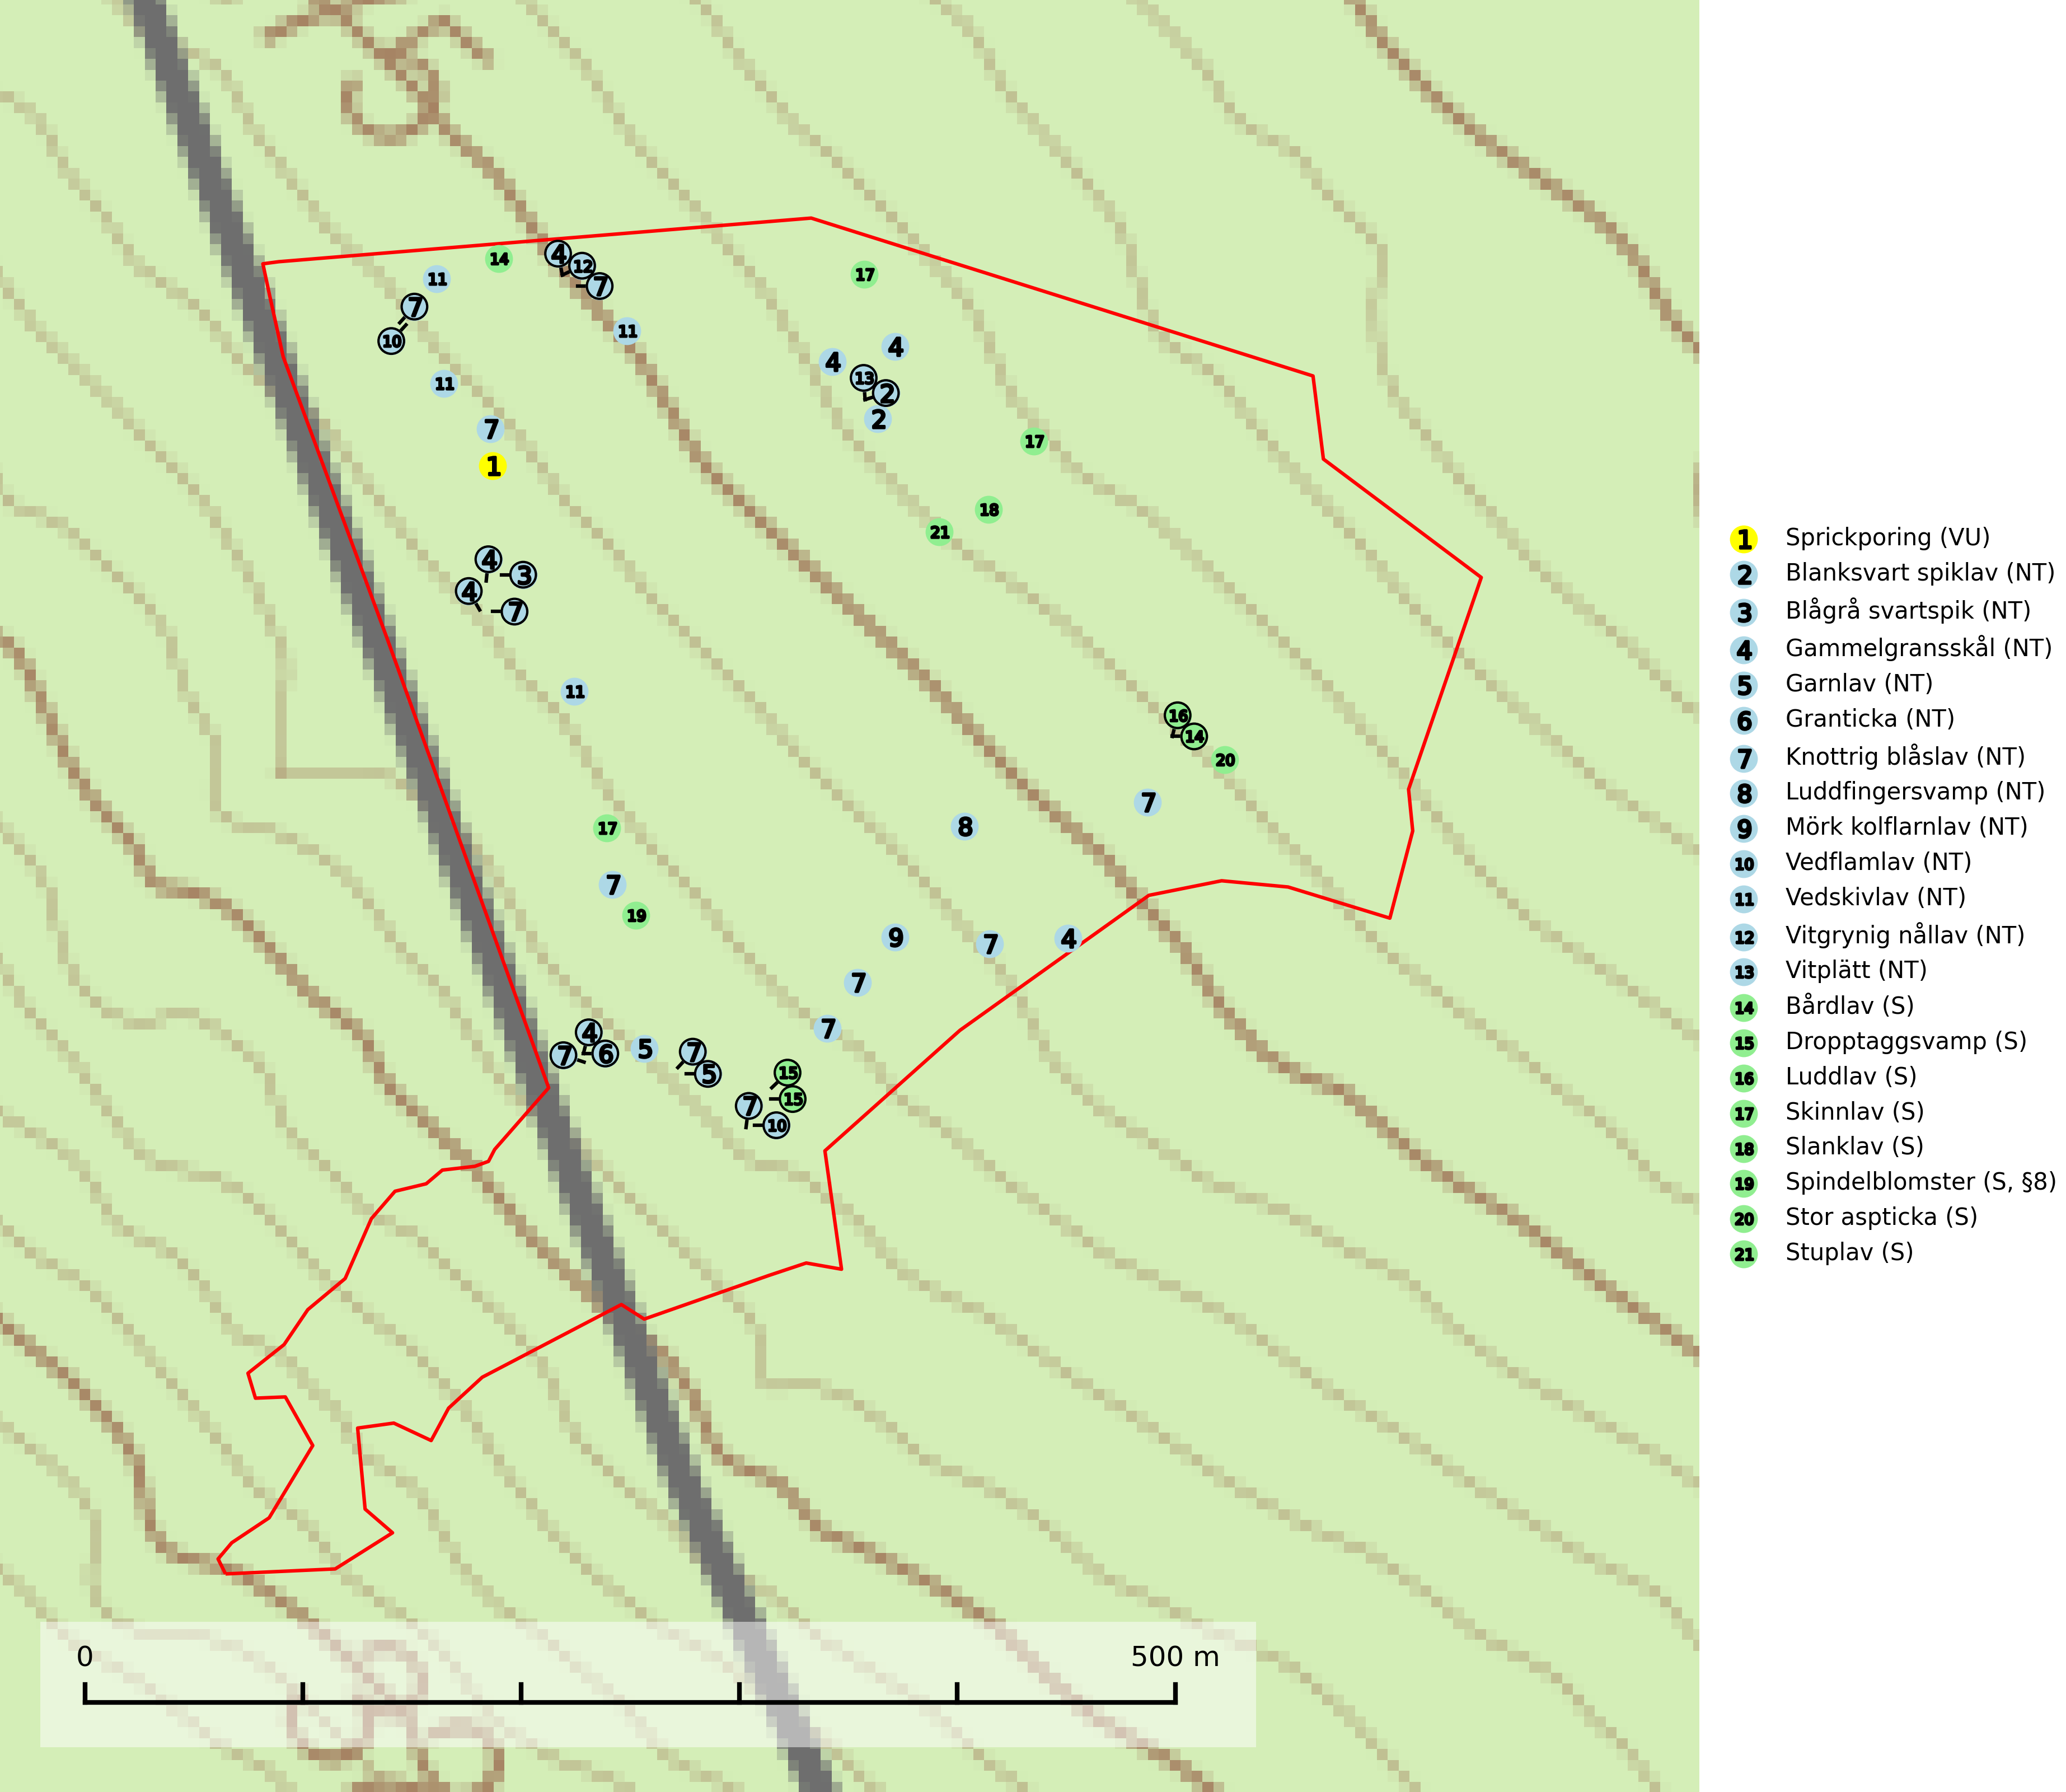 4
14
12
17
11
7
7
10
11
4
4
13
11
2
2
7
17
1
18
21
4
3
4
7
11
16
14
20
7
17
8
7
19
9
7
4
7
7
4
7
6
5
7
5
15
15
7
10
0
500 m
1 Sprickporing (VU)
2 Blanksvart spiklav (NT)
3 Blågrå svartspik (NT)
4 Gammelgransskål (NT)
5 Garnlav (NT)
6 Granticka (NT)
7 Knottrig blåslav (NT)
8 Luddfingersvamp (NT)
9 Mörk kolflarnlav (NT)
10 Vedflamlav (NT)
11 Vedskivlav (NT)
12 Vitgrynig nållav (NT)
13 Vitplätt (NT)
14 Bårdlav (S)
15 Dropptaggsvamp (S)
16 Luddlav (S)
17 Skinnlav (S)
18 Slanklav (S)
19 Spindelblomster (S, §8)
20 Stor aspticka (S)
21 Stuplav (S)